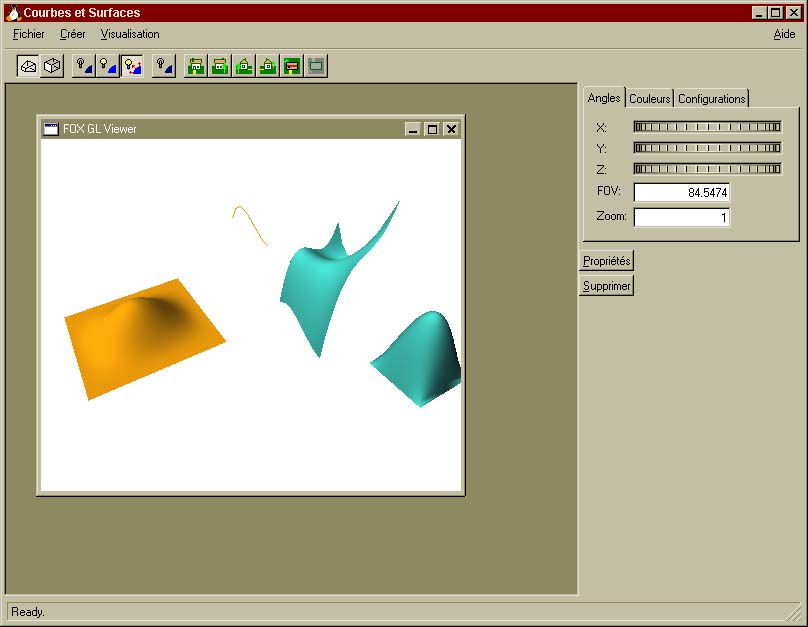 Courbes et Surfaces
Fichier Créer Visualisation Aide
FOX GL Viewer
Angles Couleurs Configurations
X:
Y:
Z:
FOV: 84.5474
Zoom: 1
Propriétés
Supprimer
Ready.